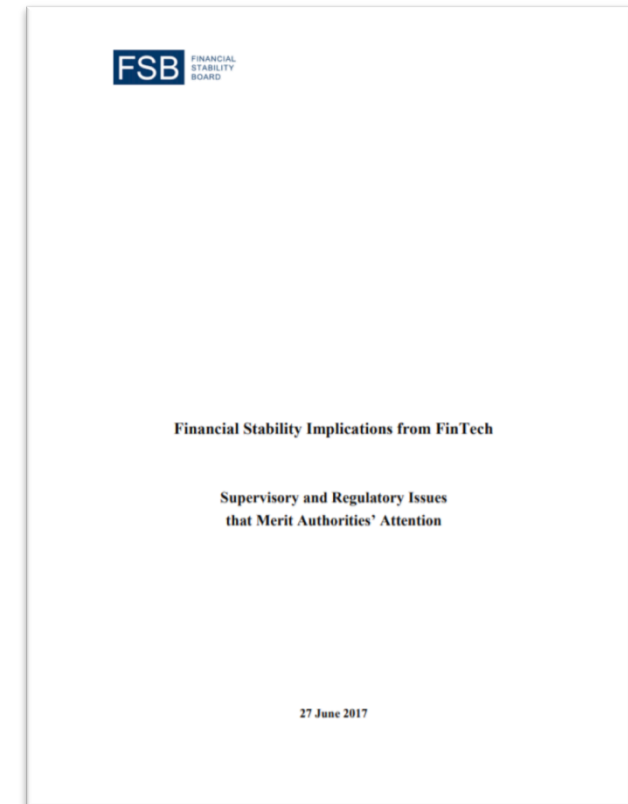 FSB
FINANCIAL
STABILITY
BOARD
Financial Stability Implications from FinTech
Supervisory and Regulatory Issues
that Merit Authorities’ Attention
27 June 2017